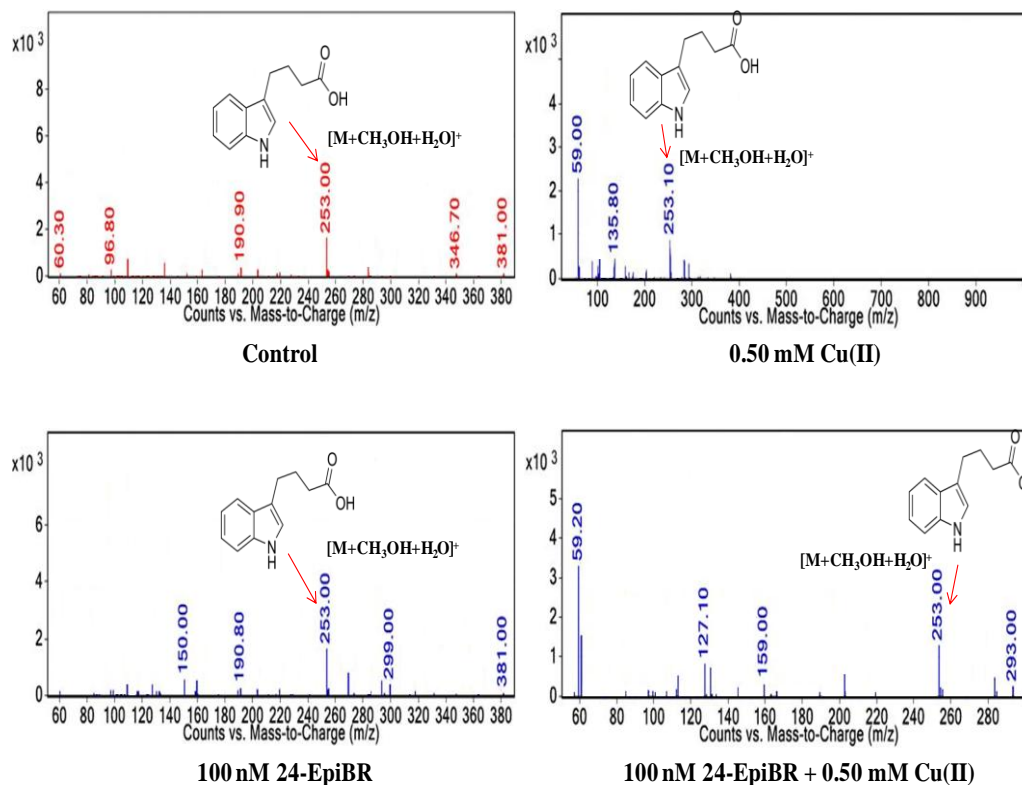 x10 3
8
6
4
2
0
O
OH
N
H
[M+CH3OH+H2O]+
60.30
96.80
190.90
253.00
346.70
381.00
60 80 100 120 140 160 180 200 220 240 260 280 300 320 340 360 380
Counts vs. Mass-to-Charge (m/z)
Control
x10 3
4
3
2
1
0
O
OH
N
H
[M+CH3OH+H2O]+
59.00
135.80
253.10
100 200 300 400 500 600 700 800 900
Counts vs. Mass-to-Charge (m/z)
0.50 mM Cu(II)
x10 3
6
4
2
0
O
OH
N
H
[M+CH3OH+H2O]+
150.00
190.80
253.00
299.00
381.00
60 80 100 120 140 160 180 200 220 240 260 280 300 320 340 360 380
Counts vs. Mass-to-Charge (m/z)
100 nM 24-EpiBR
x10 3
5
4
3
2
1
0
O
N
H
[M+CH3OH+H2O]+
59.20
127.10
159.00
253.00
293.00
60 80 100 120 140 160 180 200 220 240 260 280
Counts vs. Mass-to-Charge (m/z)
100 nM 24-EpiBR + 0.50 mM Cu(II)